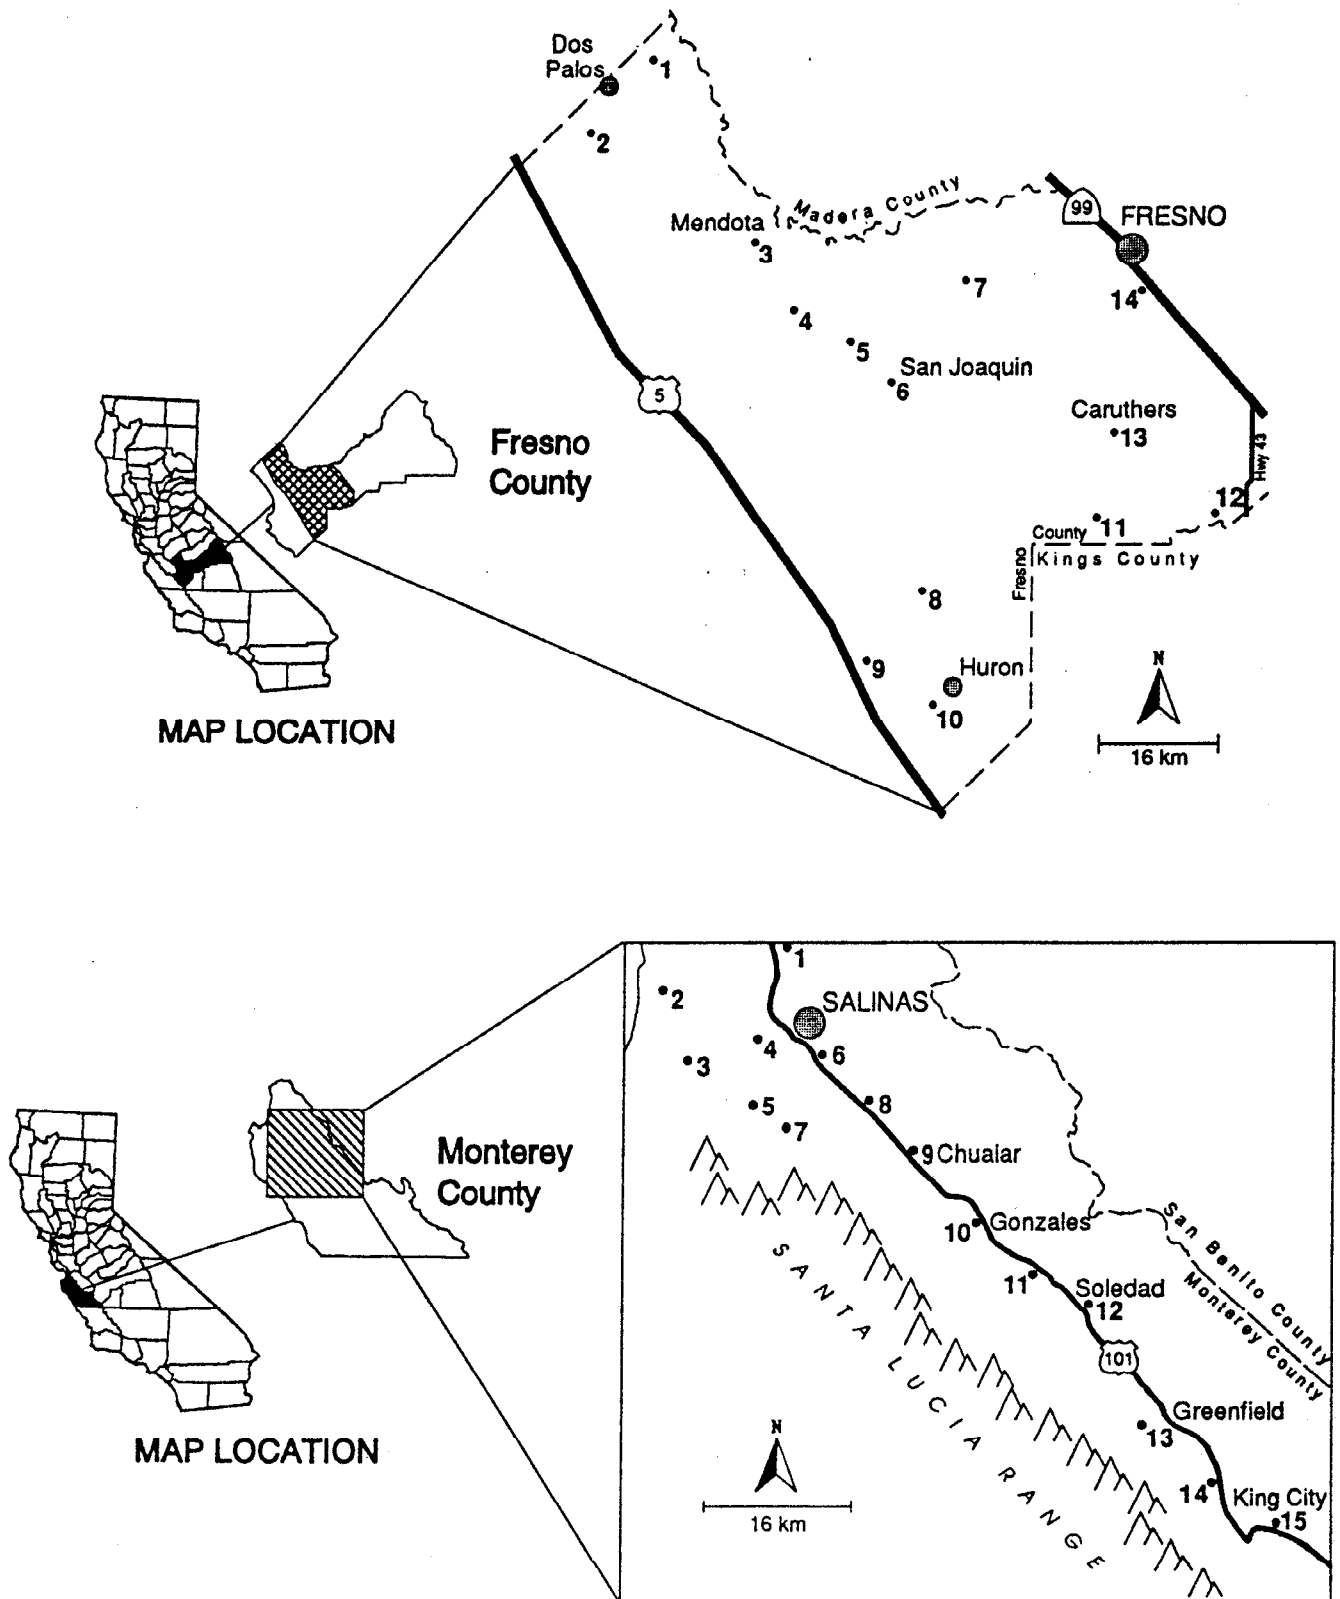 Dos
Palos
1
2
Madera County
Mendota
3
99
FRESNO
7
14
4
5
San Joaquin
6
5
Caruthers
13
Hwy 43
Fresno
County
12
11
County
Kings County
Fresno
8
9
Huron
10
N
16 km
MAP LOCATION
1
2
SALINAS
4
6
3
5
8
7
9 Chualar
Monterey
County
10
Gonzales
San Benito County
Monterey County
11
Soledad
12
SANTA LUCIA RANGE
101
Greenfield
13
N
14
King City
15
16 km
MAP LOCATION